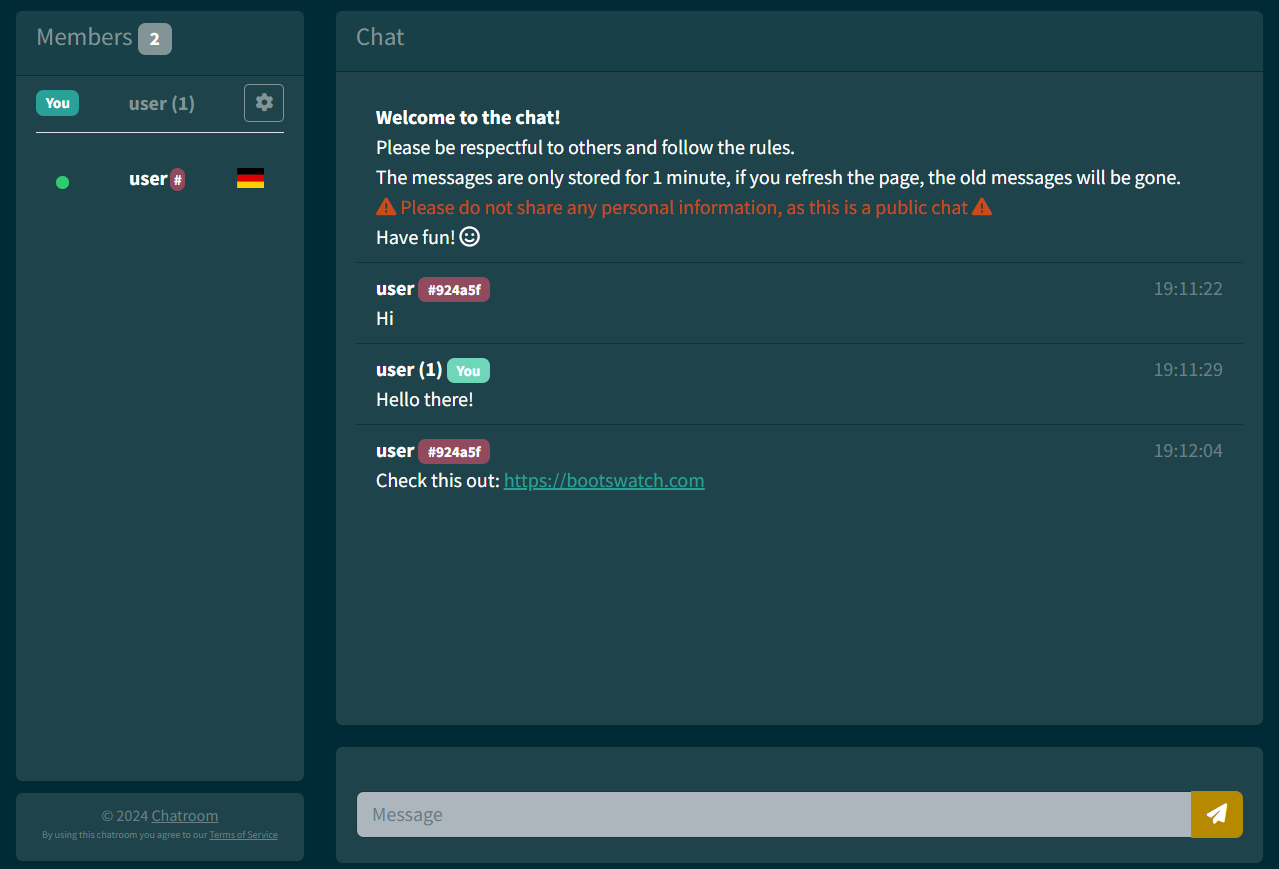 Members 2
You user (1)
user #
Chat
Welcome to the chat!
Please be respectful to others and follow the rules.
The messages are only stored for 1 minute, if you refresh the page, the old messages will be gone.
Please do not share any personal information, as this is a public chat
Have fun!
user #924a5f 19:11:22
Hi
user (1) You 19:11:29
Hello there!
user #924a5f 19:12:04
Check this out: https://bootswatch.com
Message
© 2024 Chatroom
By using this chatroom you agree to our Terms of Service